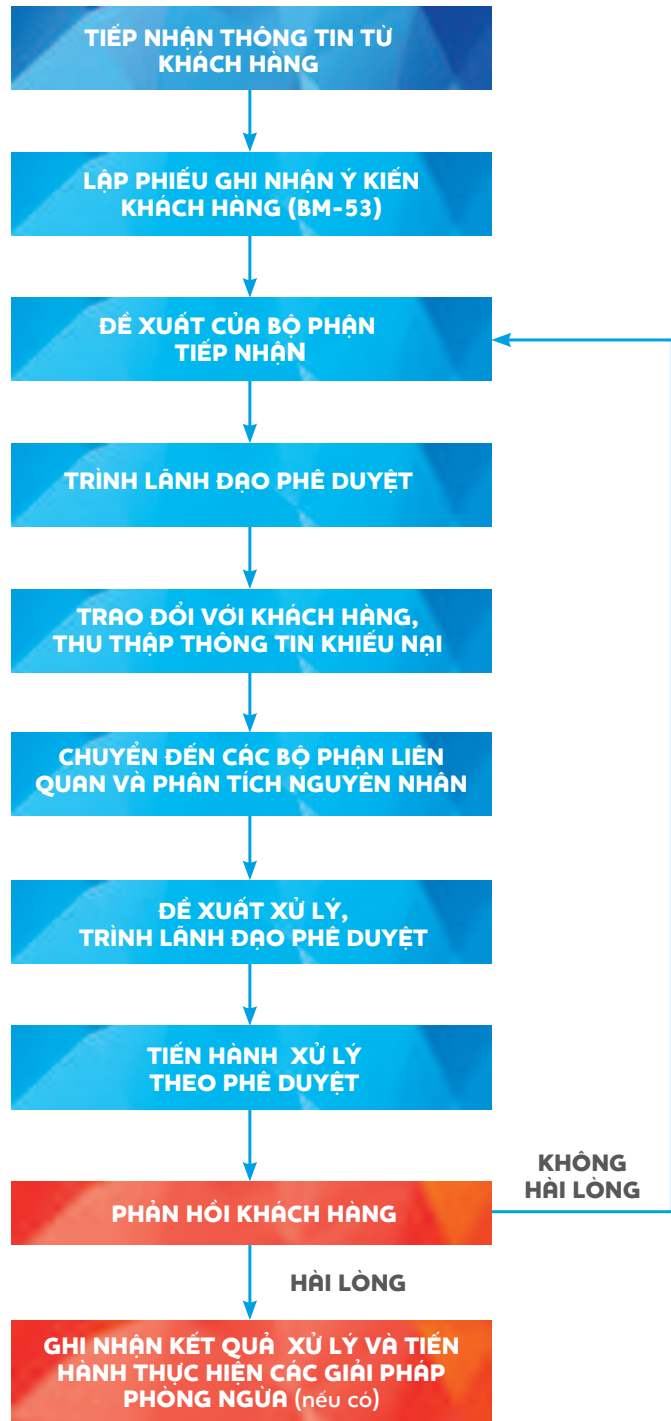 TIẾP NHẬN THÔNG TIN TỪ
KHÁCH HÀNG
LẬP PHIẾU GHI NHẬN Ý KIẾN
KHÁCH HÀNG (BM-53)
ĐỀ XUẤT CỦA BỘ PHẬN
TIẾP NHẬN
TRÌNH LÃNH ĐẠO PHÊ DUYỆT
TRAO ĐỔI VỚI KHÁCH HÀNG,
THU THẬP THÔNG TIN KHIẾU NẠI
CHUYỂN ĐẾN CÁC BỘ PHẬN LIÊN
QUAN VÀ PHÂN TÍCH NGUYÊN NHÂN
ĐỀ XUẤT XỬ LÝ,
TRÌNH LÃNH ĐẠO PHÊ DUYỆT
TIẾN HÀNH XỬ LÝ
THEO PHÊ DUYỆT
PHẢN HỒI KHÁCH HÀNG
KHÔNG
HÀI LÒNG
HÀI LÒNG
GHI NHẬN KẾT QUẢ XỬ LÝ VÀ TIẾN
HÀNH THỰC HIỆN CÁC GIẢI PHÁP
PHÒNG NGỪA (nếu có)